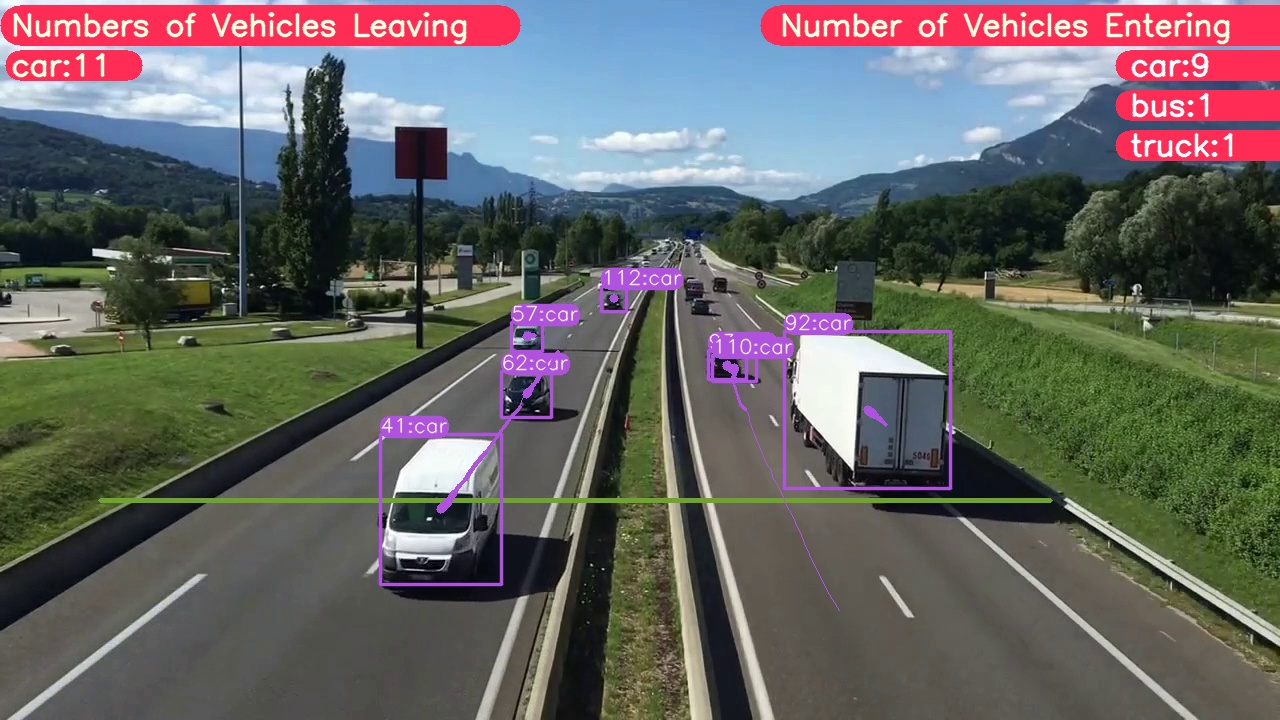 Numbers of Vehicles Leaving
Number of Vehicles Entering
car:11
car:9
bus:1
truck:1
112:car
57:car
92:car
110:car
62:car
41:car
5046